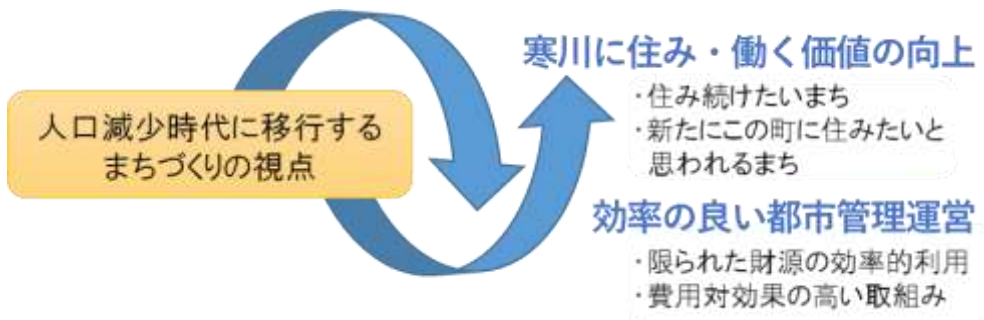 人口減少時代に移行する
まちづくりの視点
寒川に住み・働く価値の向上
・住み続けたいまち
・新たにこの町に住みたいと
思われるまち
効率の良い都市管理運営
・限られた財源の効率的利用
・費用対効果の高い取組み